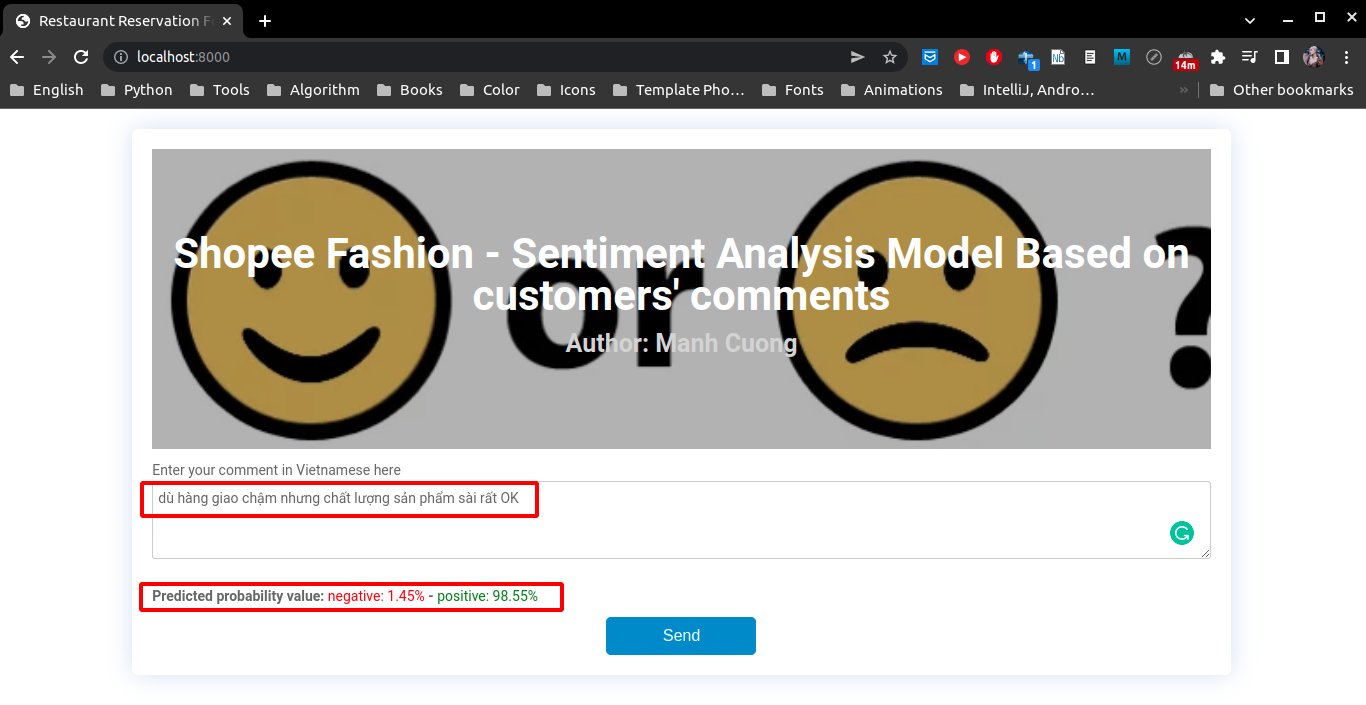 Restaurant Reservation F
localhost:8000
1
Nb
M
14m
English
Python
Tools
Algorithm
Books
Color
Icons
Template Pho…
Fonts
Animations
IntelliJ, Andro…
»
Other bookmarks
or
?
Shopee Fashion - Sentiment Analysis Model Based on
customers' comments
Author: Manh Cuong
Enter your comment in Vietnamese here
dù hàng giao chậm nhưng chất lượng sản phẩm sài rất OK
Predicted probability value: negative: 1.45% - positive: 98.55%
Send